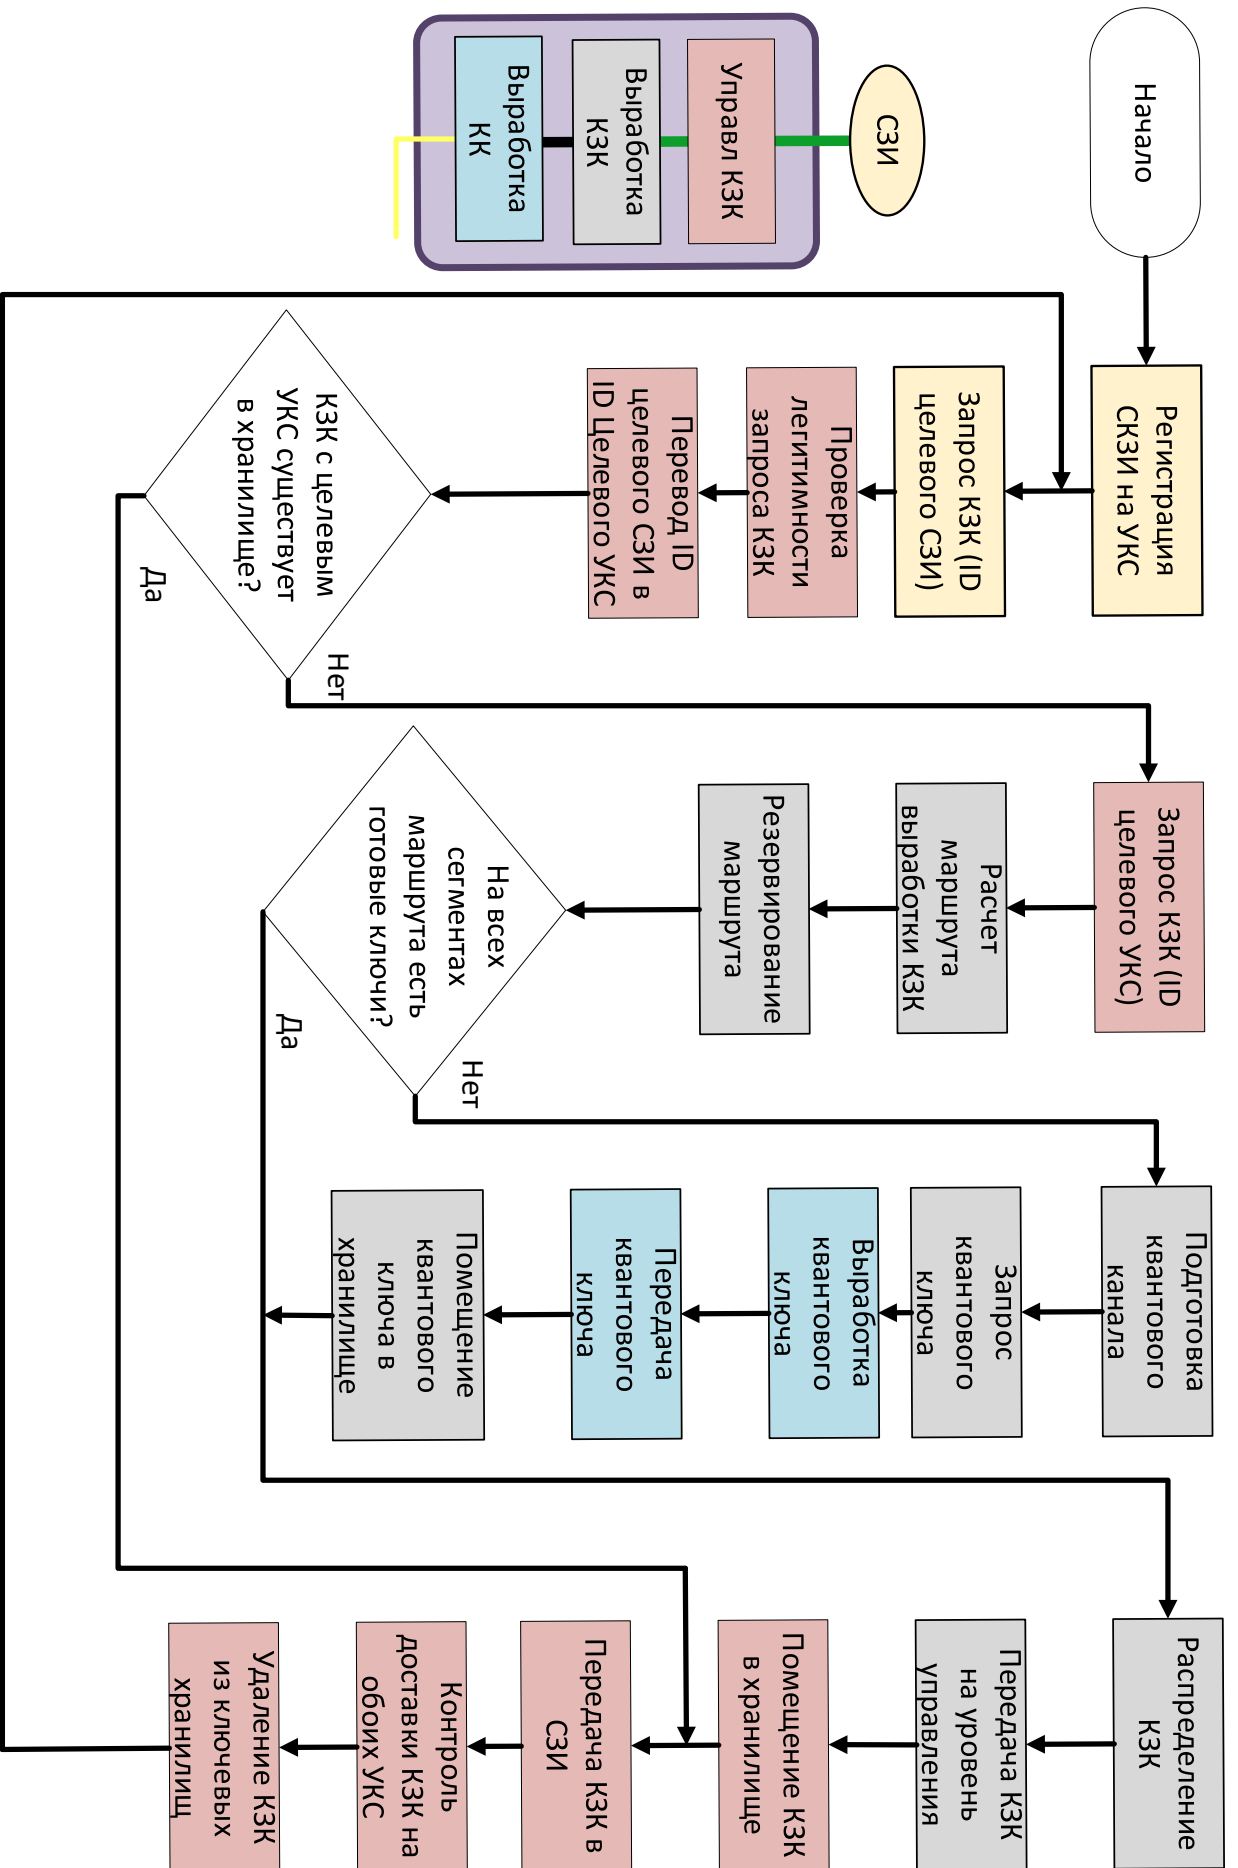 Начало
СЗИ
Управл КЗК
Выработка
КЗК
Выработка
КК
Регистрация
СКЗИ на УКС
Запрос КЗК (ID
целевого СЗИ)
Проверка
легитимности
запроса КЗК
Перевод ID
целевого СЗИ в
ID Целевого УКС
КЗК с целевым
УКС существует
в хранилище?
Да
Нет
Запрос КЗК (ID
целевого УКС)
Расчет
маршрута
выработки КЗК
Резервирование
маршрута
На всех
сегментах
маршрута есть
готовые ключи?
Да
Нет
Подготовка
квантового
канала
Запрос
квантового
ключа
Выработка
квантового
ключа
Передача
квантового
ключа
Помещение
квантового
ключа в
хранилище
Распределение
КЗК
Передача КЗК
на уровень
управления
Помещение КЗК
в хранилище
Передача КЗК в
СЗИ
Контроль
доставки КЗК на
обоих УКС
Удаление КЗК
из ключевых
хранилищ